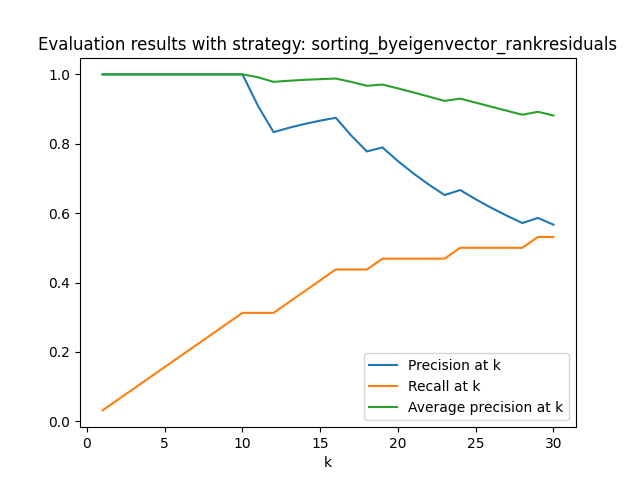 Evaluation results with strategy: sorting_byeigenvector_rankresiduals
1.0
0.8
0.6
0.4
0.2
0.0
Precision at k
Recall at k
Average precision at k
0 5 10 15 20 25 30
k